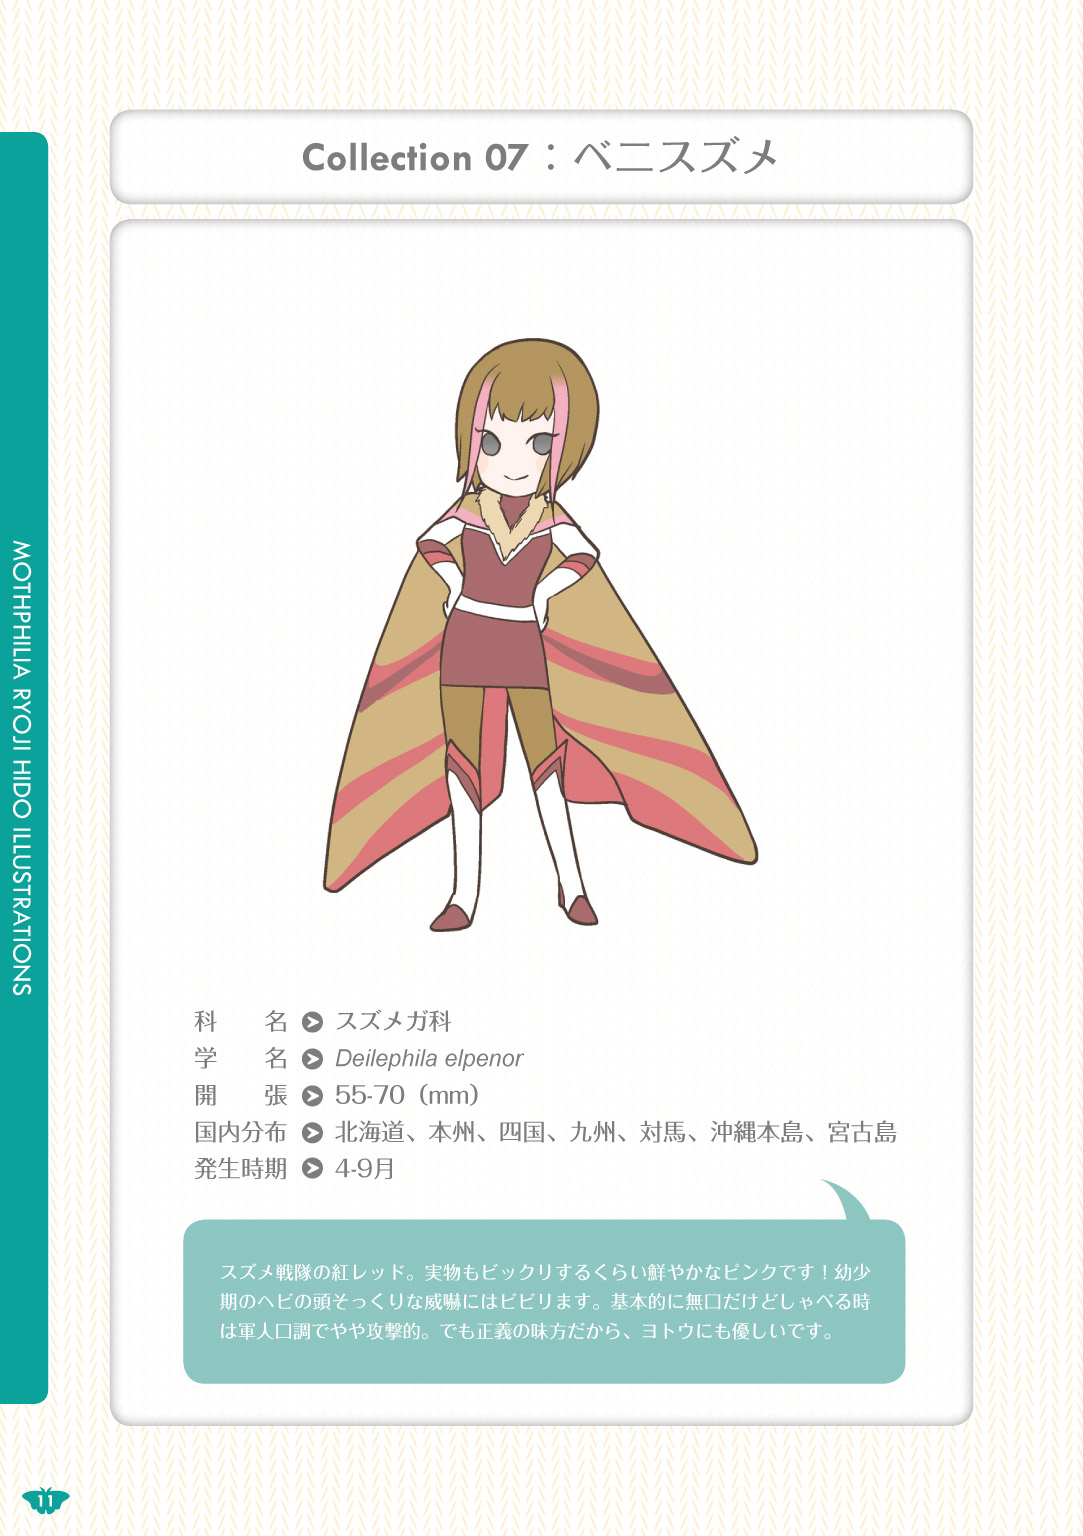 Collection 07：ベニスズメ
MOTHPHILIA RYOJI HIDO ILLUSTRATIONS
科名 スズメガ科
学名 Deilephila elpenor
開張 55-70（mm）
国内分布 北海道、本州、四国、九州、対馬、沖縄本島、宮古島
発生時期 4-9月
スズメ戦隊の紅レッド。実物もビックリするくらい鮮やかなピンクです！幼少
期のヘビの頭そっくりな威嚇にはビビリます。基本的に無口だけどしゃべる時
は軍人口調でやや攻撃的。でも正義の味方だから、ヨトウにも優しいです。
11